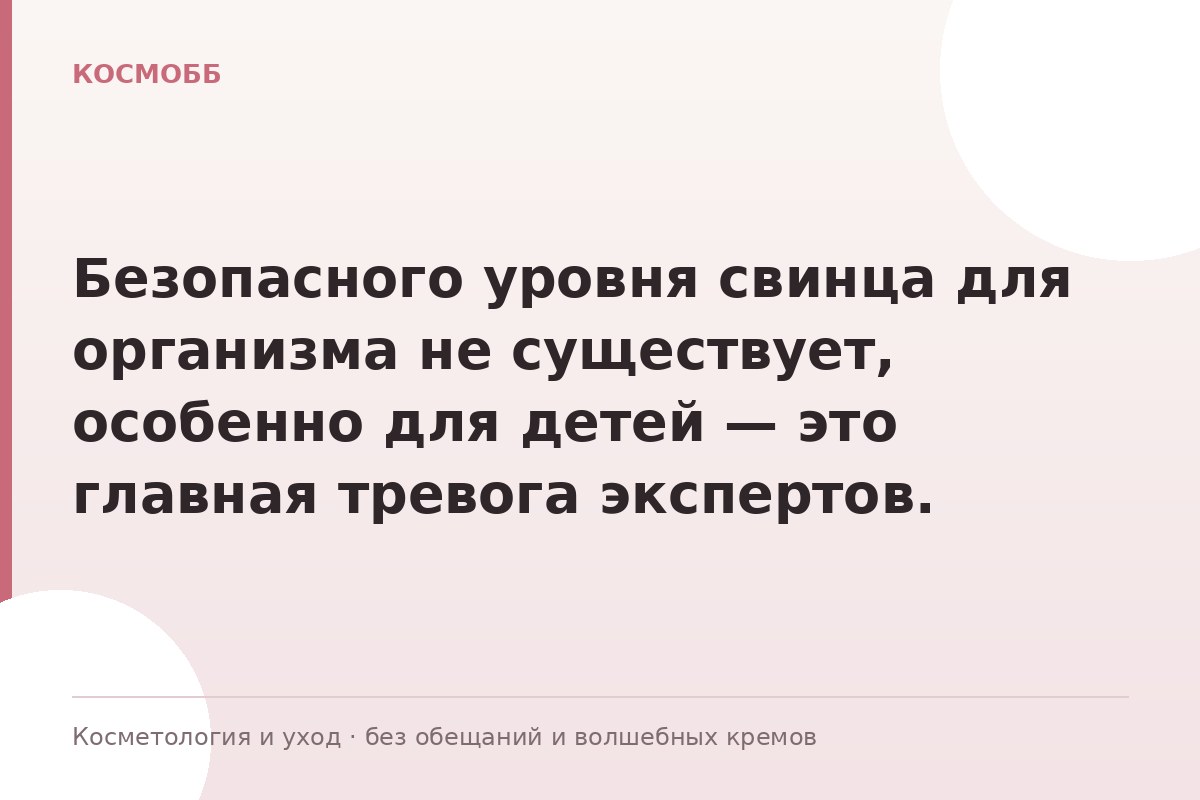 КОСМОББ
Безопасного уровня свинца для
организма не существует,
особенно для детей — это
главная тревога экспертов.
Косметология и уход · без обещаний и волшебных кремов